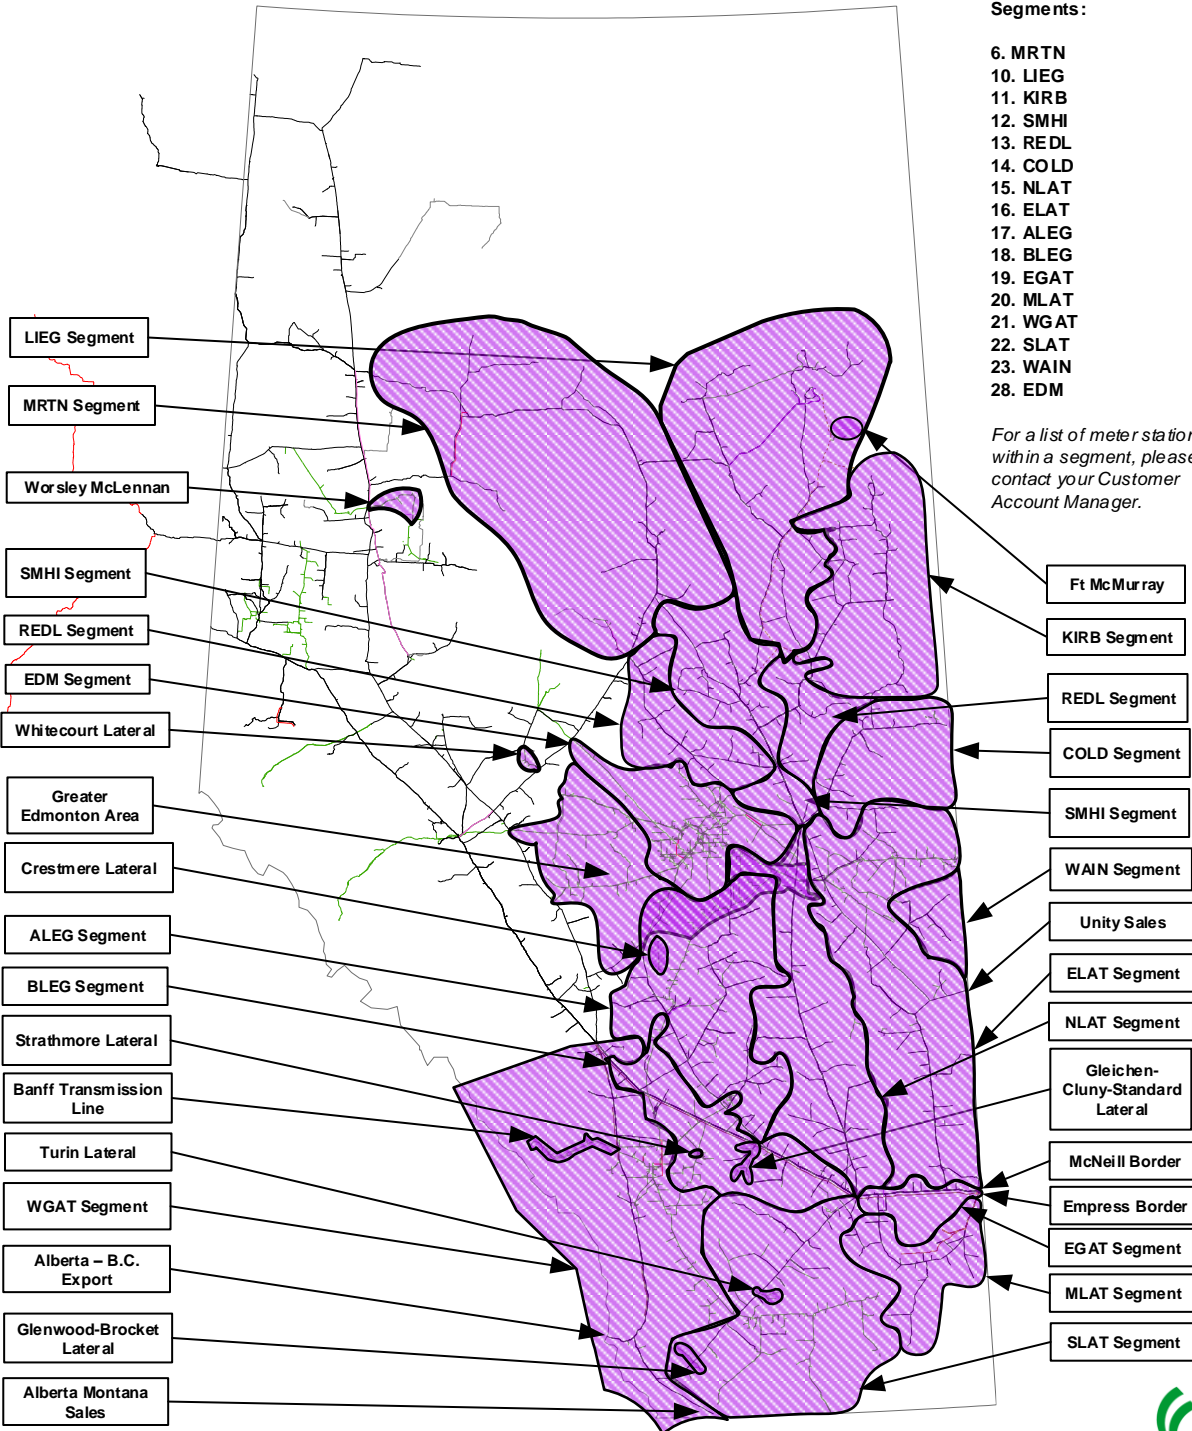 Segments:
6. MRTN
10. LIEG
11. KIRB
12. SMHI
13. REDL
14. COLD
15. NLAT
16. ELAT
17. ALEG
18. BLEG
19. EGAT
20. MLAT
21. WGAT
22. SLAT
23. WAIN
28. EDM
For a list of meter station
within a segment, please
contact your Customer
Account Manager.
LIEG Segment
MRTN Segment
Worsley McLennan
SMHI Segment
REDL Segment
EDM Segment
Whitecourt Lateral
Greater
Edmonton Area
Crestmere Lateral
ALEG Segment
BLEG Segment
Strathmore Lateral
Banff Transmission
Line
Turin Lateral
WGAT Segment
Alberta – B.C.
Export
Glenwood-Brocket
Lateral
Alberta Montana
Sales
Ft McMurray
KIRB Segment
REDL Segment
COLD Segment
SMHI Segment
WAIN Segment
Unity Sales
ELAT Segment
NLAT Segment
Gleichen-
Cluny-Standard
Lateral
McNeill Border
Empress Border
EGAT Segment
MLAT Segment
SLAT Segment